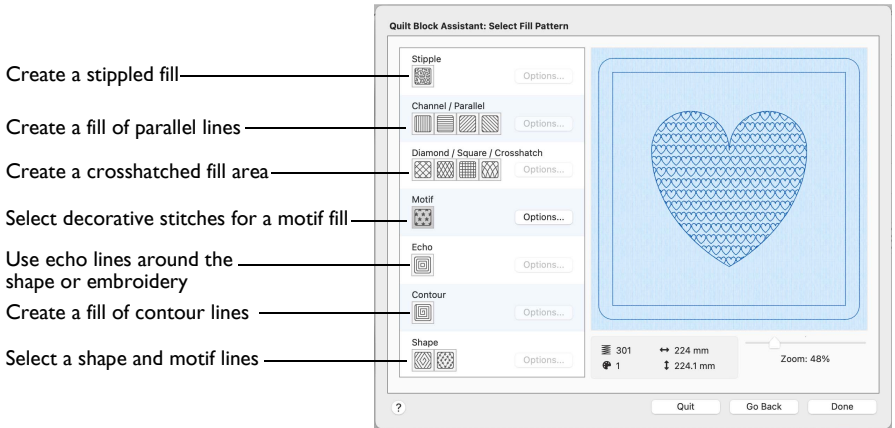 Quilt Block Assistant: Select Fill Pattern
Create a stippled fill
Stipple
Options...
Create a fill of parallel lines
Channel / Parallel
Options...
Create a crosshatched fill area
Diamond / Square / Crosshatch
Options...
Select decorative stitches for a motif fill
Motif
Options...
Use echo lines around the
shape or embroidery
Echo
Options...
Create a fill of contour lines
Contour
Options...
Select a shape and motif lines
Shape
Options...
301
224 mm
1
224.1 mm
Zoom: 48%
?
Quit
Go Back
Done